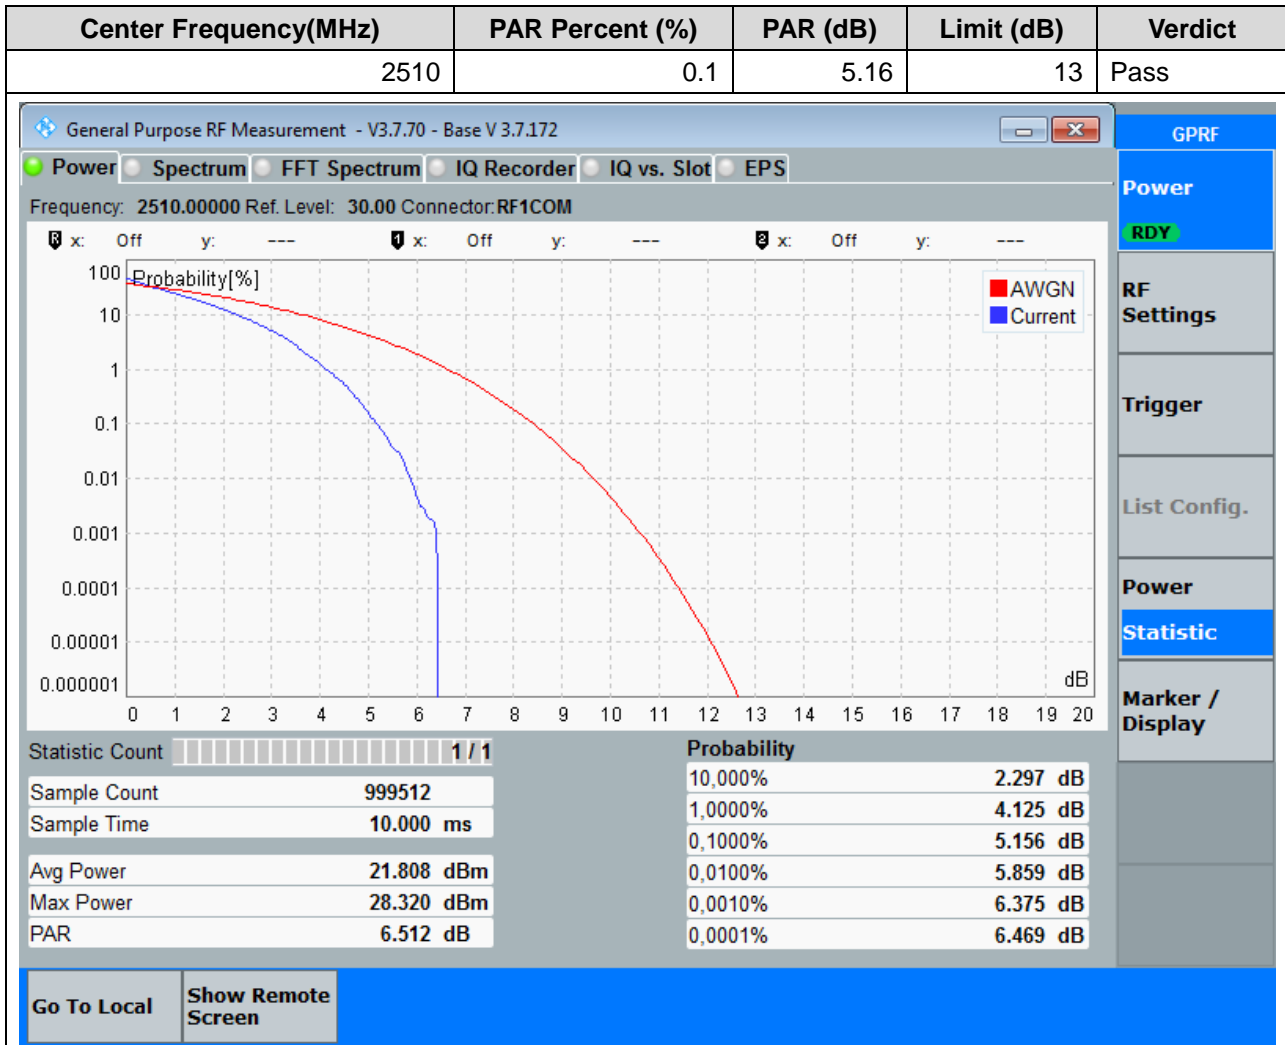 Center Frequency(MHz) PAR Percent (%) PAR (dB) Limit (dB) Verdict
2510 0.1 5.16 13 Pass
General Purpose RF Measurement - V3.7.70 - Base V 3.7.172
GPRF
Power Spectrum FFT Spectrum IQ Recorder IQ vs. Slot EPS
Power
RDY
Frequency: 2510.00000 Ref. Level: 30.00 Connector: RF1COM
R x: Off y: --- 1 x: Off y: --- 2 x: Off y: ---
Probability[%]
AWGN
Current
100
10
1
0.1
0.01
0.001
0.0001
0.00001
0.000001
dB
0 1 2 3 4 5 6 7 8 9 10 11 12 13 14 15 16 17 18 19 20
RF
Settings
Trigger
List Config.
Power
Statistic
Marker /
Display
Statistic Count 1 / 1
Sample Count 999512
Sample Time 10.000 ms
Avg Power 21.808 dBm
Max Power 28.320 dBm
PAR 6.512 dB
Probability
10,000% 2.297 dB
1,0000% 4.125 dB
0,1000% 5.156 dB
0,0100% 5.859 dB
0,0010% 6.375 dB
0,0001% 6.469 dB
Go To Local
Show Remote
Screen